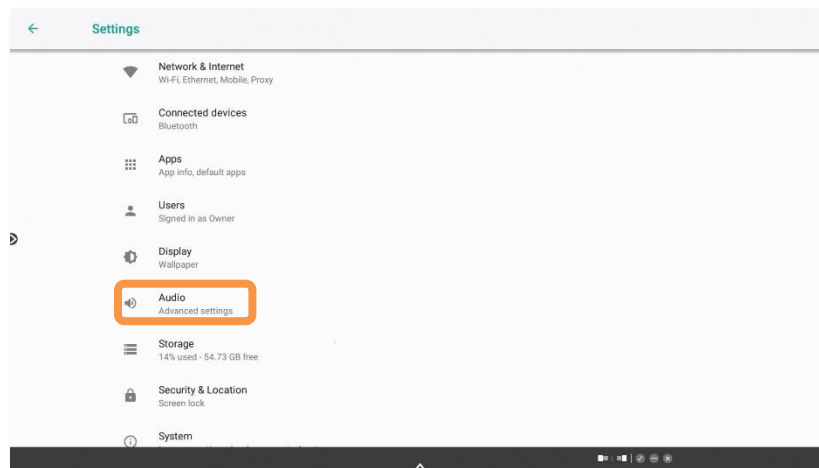 Settings
Network & Internet
Wi-Fi, Ethernet, Mobile, Proxy
Connected devices
Bluetooth
Apps
App info, default apps
Users
Signed in as Owner
Display
Wallpaper
Audio
Advanced settings
Storage
14% used - 54.73 GB free
Security & Location
Screen lock
System